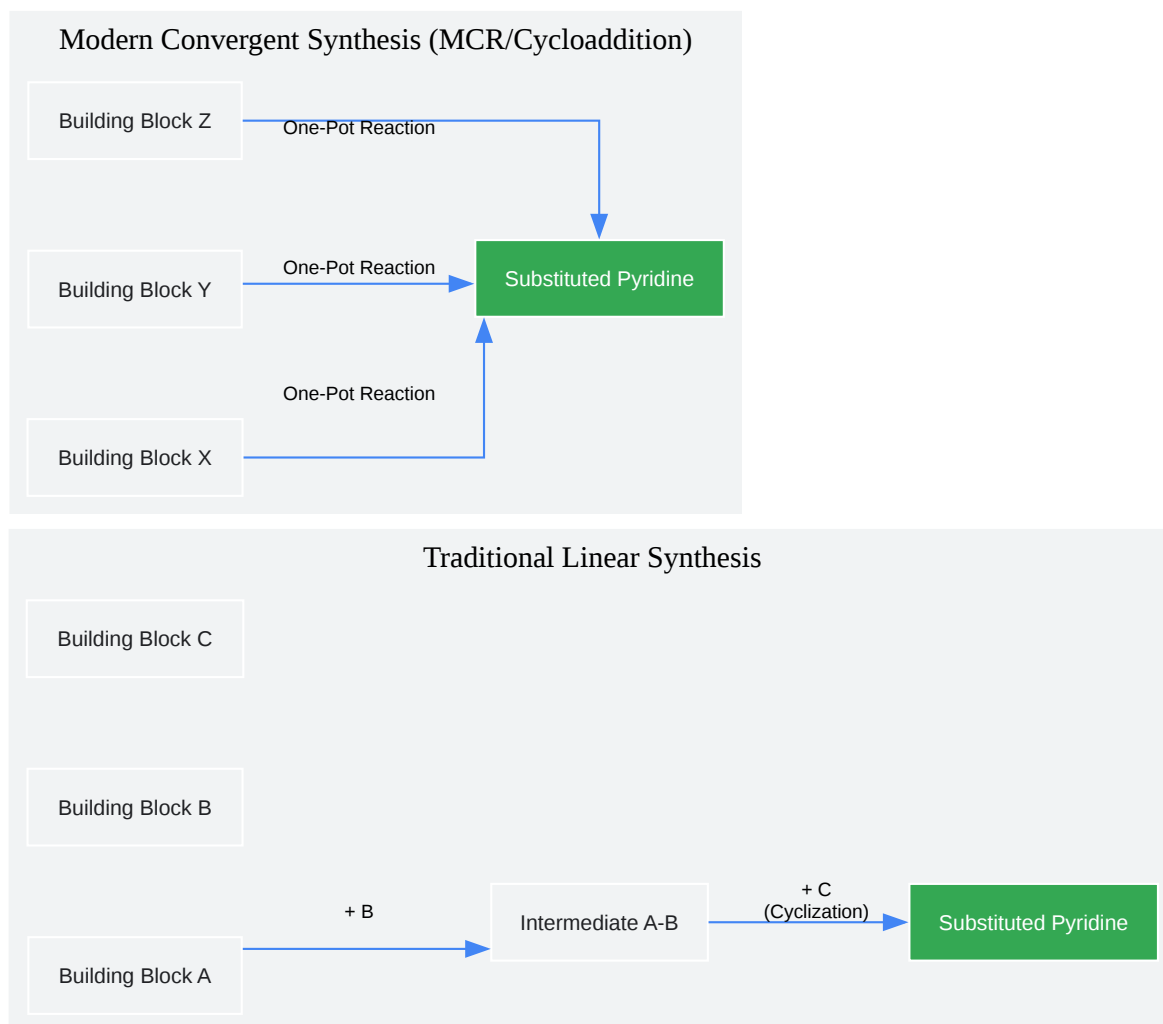 Modern Convergent Synthesis (MCR/Cycloaddition)
Building Block Z
One-Pot Reaction
Building Block Y
One-Pot Reaction
Substituted Pyridine
One-Pot Reaction
Building Block X
Traditional Linear Synthesis
Building Block C
Building Block B
Building Block A
+ B
Intermediate A-B
+ C
(Cyclization)
Substituted Pyridine